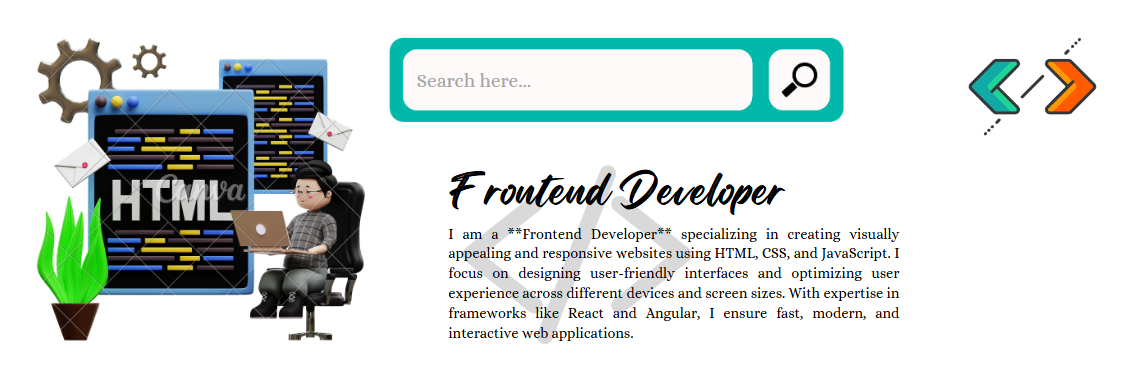 Search here...
HTML
Canva
Frontend Developer
I am a **Frontend Developer** specializing in creating visually
appealing and responsive websites using HTML, CSS, and JavaScript. I
focus on designing user-friendly interfaces and optimizing user
experience across different devices and screen sizes. With expertise in
frameworks like React and Angular, I ensure fast, modern, and
interactive web applications.